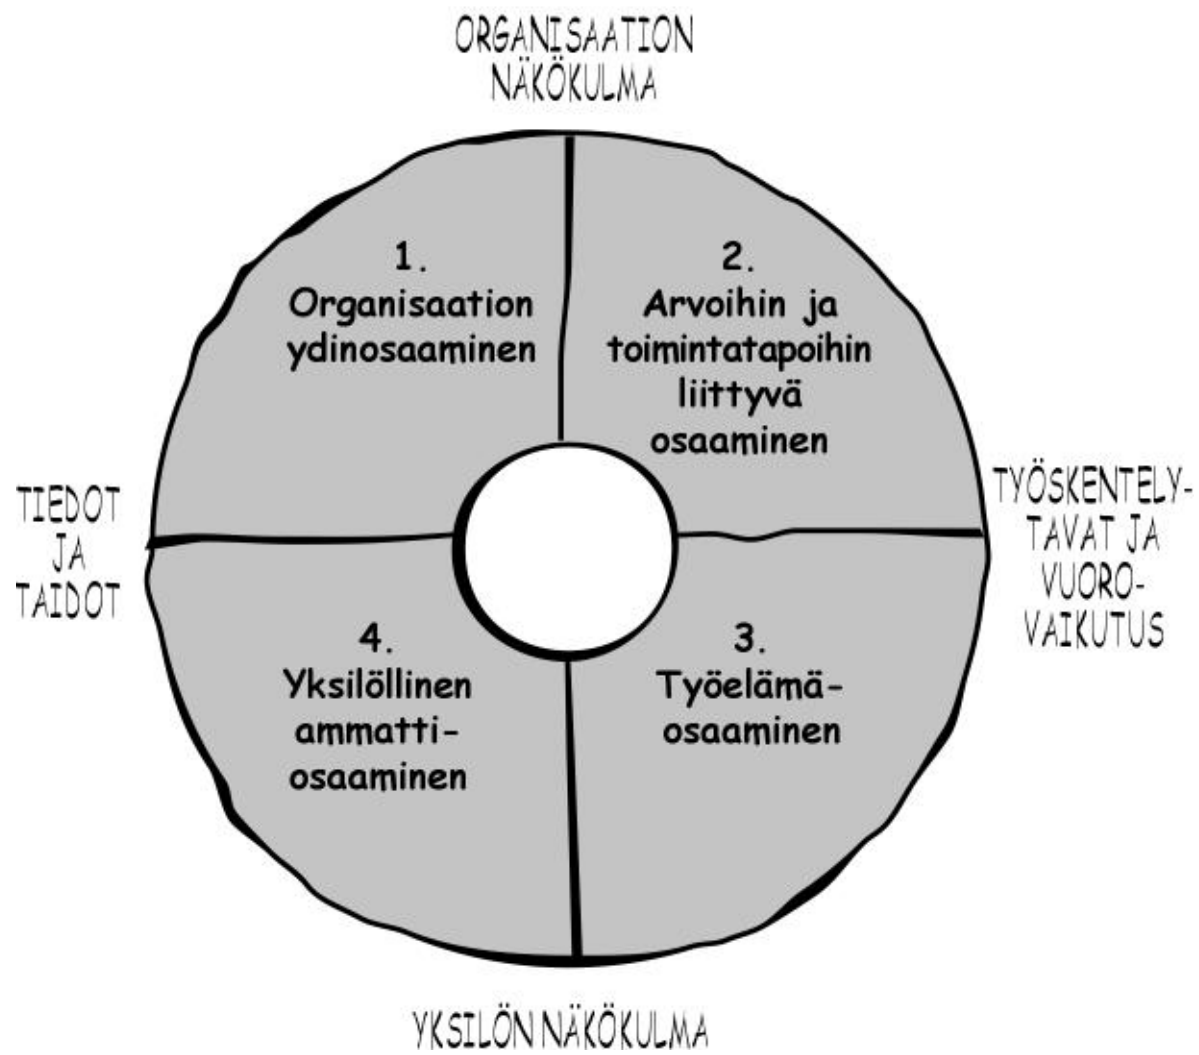 ORGANISAATION
NÄKÖKULMA
1.
Organisaation
ydinosaaminen
2.
Arvoihin ja
toimintatapoihin
liittyvä
osaaminen
TIEDOT
JA
TAIDOT
TYÖSKENTELY-
TAVAT JA
VUORO-
VAIKUTUS
4.
Yksilöllinen
ammatti-
osaaminen
3.
Työelämä-
osaaminen
YKSILÖN NÄKÖKULMA